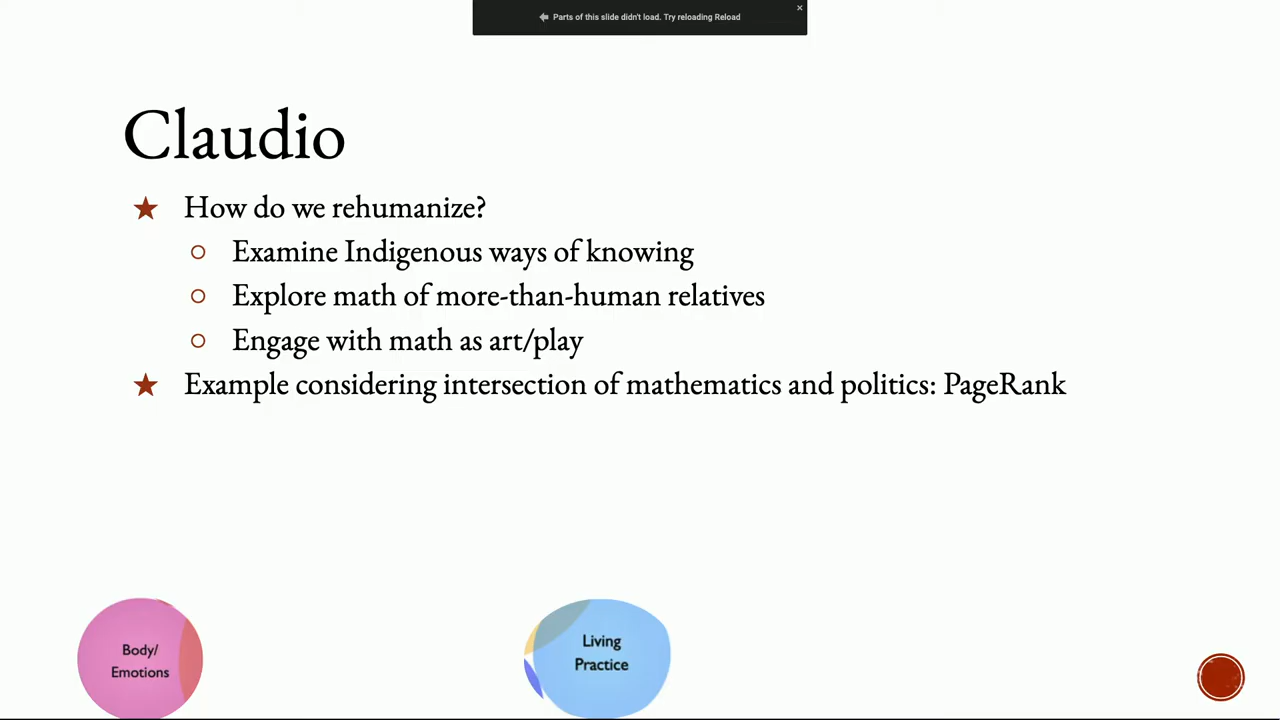 Parts of this slide didn't load. Try reloading Reload
Claudio
How do we rehumanize?
Examine Indigenous ways of knowing
Explore math of more-than-human relatives
Engage with math as art/play
Example considering intersection of mathematics and politics: PageRank
Body/
Emotions
Living
Practice